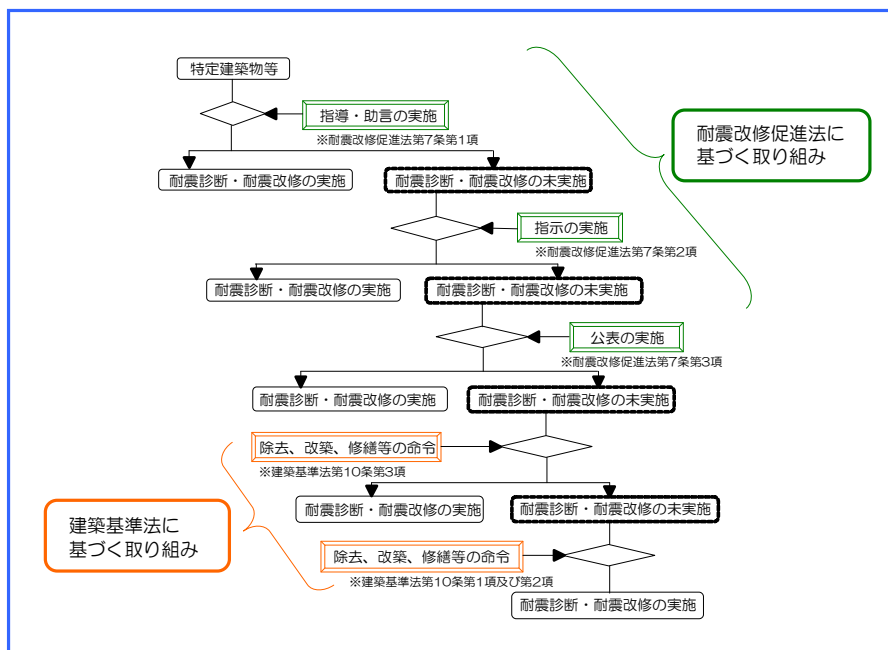 特定建築物等
指導・助言の実施
※耐震改修促進法第7条第1項
耐震改修促進法に
基づく取り組み
耐震診断・耐震改修の実施
耐震診断・耐震改修の未実施
指示の実施
※耐震改修促進法第7条第2項
耐震診断・耐震改修の実施
耐震診断・耐震改修の未実施
公表の実施
※耐震改修促進法第7条第3項
耐震診断・耐震改修の実施
耐震診断・耐震改修の未実施
除去、改築、修繕等の命令
※建築基準法第10条第3項
耐震診断・耐震改修の実施
耐震診断・耐震改修の未実施
建築基準法に
基づく取り組み
除去、改築、修繕等の命令
※建築基準法第10条第1項及び第2項
耐震診断・耐震改修の実施